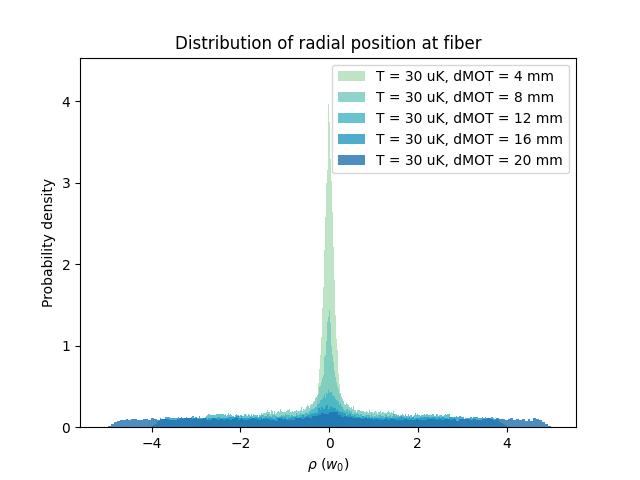 Distribution of radial position at fiber
T = 30 uK, dMOT = 4 mm
T = 30 uK, dMOT = 8 mm
T = 30 uK, dMOT = 12 mm
T = 30 uK, dMOT = 16 mm
T = 30 uK, dMOT = 20 mm
Probability density
4
3
2
1
0
−4 −2 0 2 4
ρ (w₀)